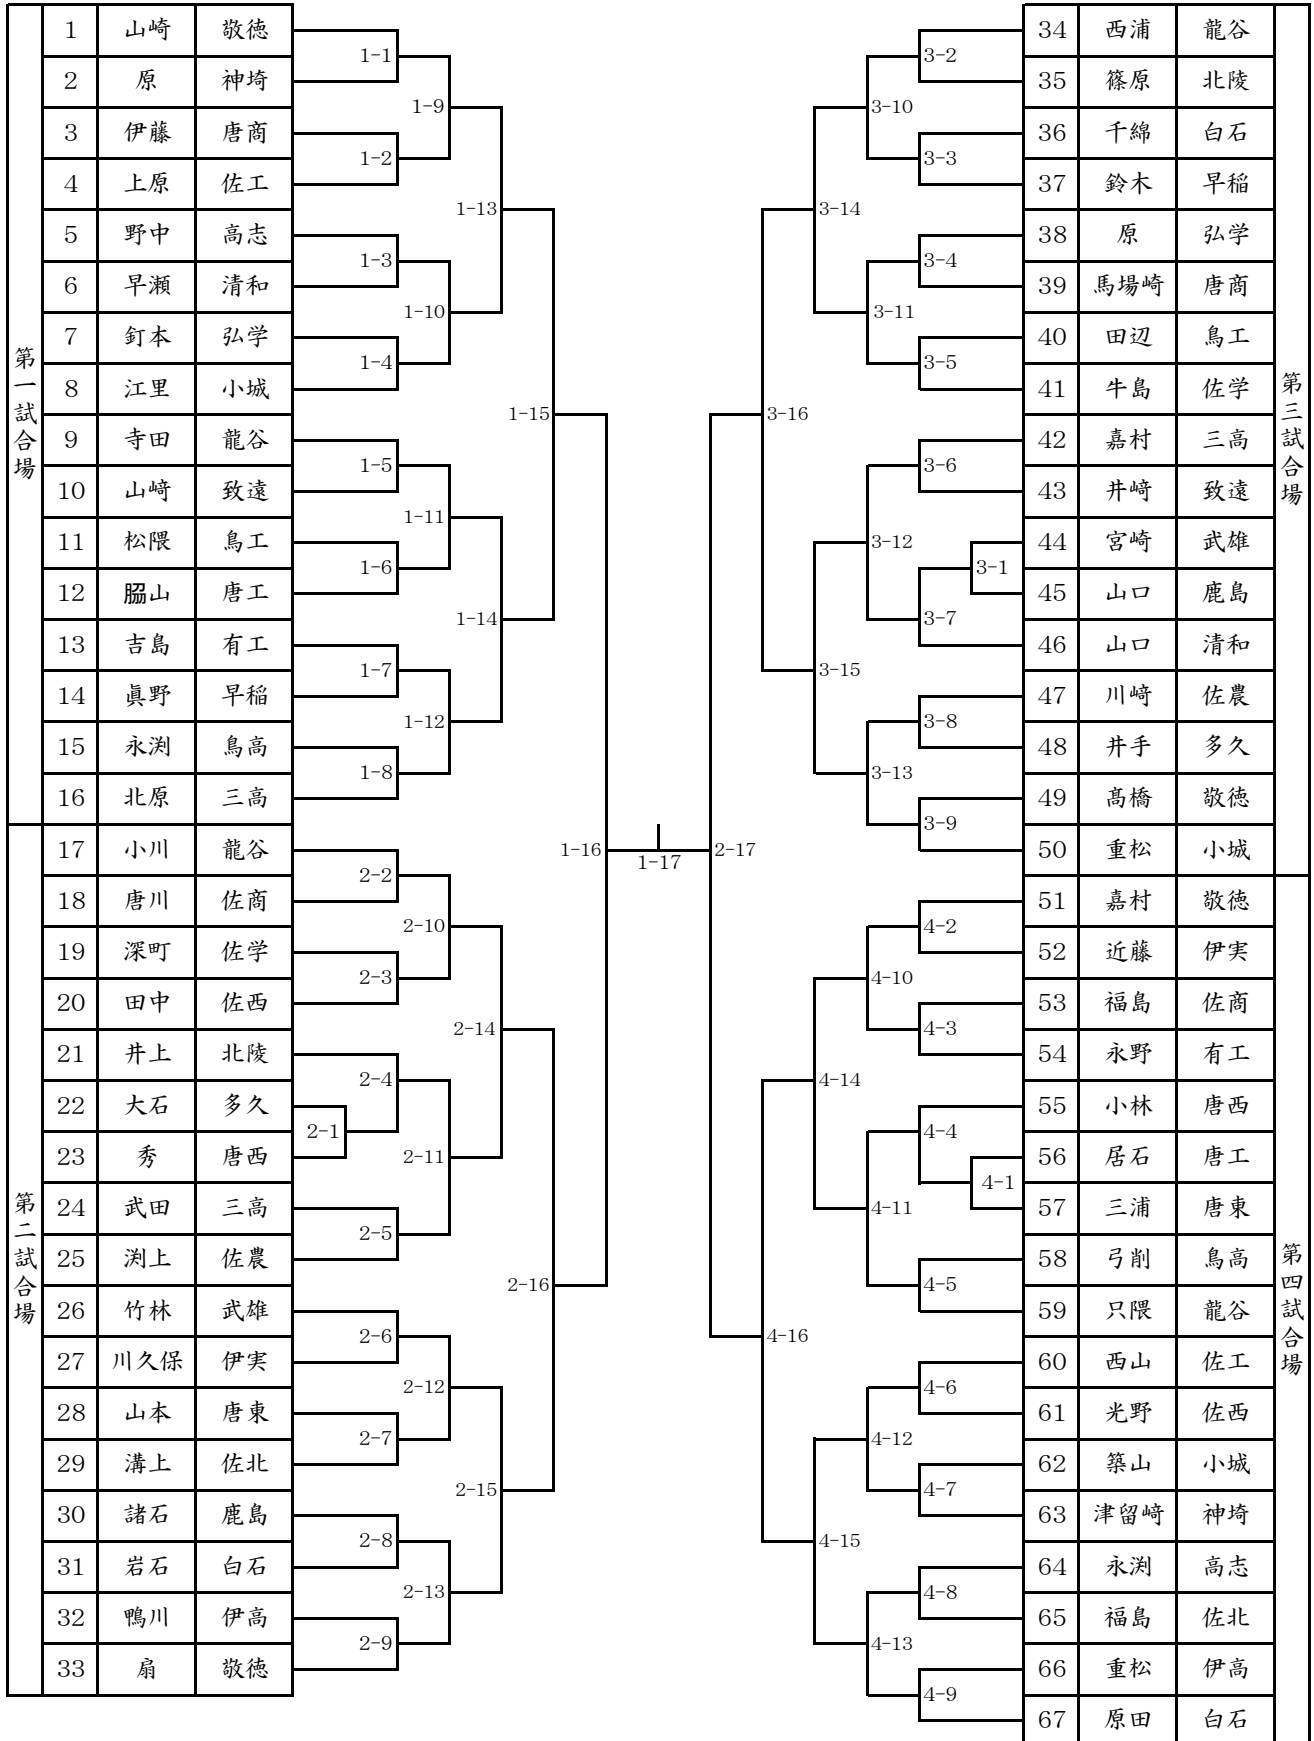 第一試合場
1 山崎 敬徳
2 原 神埼
3 伊藤 唐商
4 上原 佐工
5 野中 高志
6 早瀬 清和
7 釘本 弘学
8 江里 小城
9 寺田 龍谷
10 山﨑 致遠
11 松隈 鳥工
12 脇山 唐工
13 吉島 有工
14 眞野 早稲
15 永渕 鳥高
16 北原 三高
第二試合場
17 小川 龍谷
18 唐川 佐商
19 深町 佐学
20 田中 佐西
21 井上 北陵
22 大石 多久
23 秀 唐西
24 武田 三高
25 渕上 佐農
26 竹林 武雄
27 川久保 伊実
28 山本 唐東
29 溝上 佐北
30 諸石 鹿島
31 岩石 白石
32 鴨川 伊高
33 扇 敬徳
1-1
1-2
1-3
1-4
1-5
1-6
1-7
1-8
1-9
1-10
1-11
1-12
1-13
1-14
1-15
1-16
1-17
2-1
2-2
2-3
2-4
2-5
2-6
2-7
2-8
2-9
2-10
2-11
2-12
2-13
2-14
2-15
2-16
2-17
3-1
3-2
3-3
3-4
3-5
3-6
3-7
3-8
3-9
3-10
3-11
3-12
3-13
3-14
3-15
3-16
4-1
4-2
4-3
4-4
4-5
4-6
4-7
4-8
4-9
4-10
4-11
4-12
4-13
4-14
4-15
4-16
第三試合場
34 西浦 龍谷
35 篠原 北陵
36 千綿 白石
37 鈴木 早稲
38 原 弘学
39 馬場崎 唐商
40 田辺 鳥工
41 牛島 佐学
42 嘉村 三高
43 井﨑 致遠
44 宮崎 武雄
45 山口 鹿島
46 山口 清和
47 川﨑 佐農
48 井手 多久
49 髙橋 敬徳
50 重松 小城
第四試合場
51 嘉村 敬徳
52 近藤 伊実
53 福島 佐商
54 永野 有工
55 小林 唐西
56 居石 唐工
57 三浦 唐東
58 弓削 鳥高
59 只隈 龍谷
60 西山 佐工
61 光野 佐西
62 築山 小城
63 津留﨑 神埼
64 永渕 高志
65 福島 佐北
66 重松 伊高
67 原田 白石